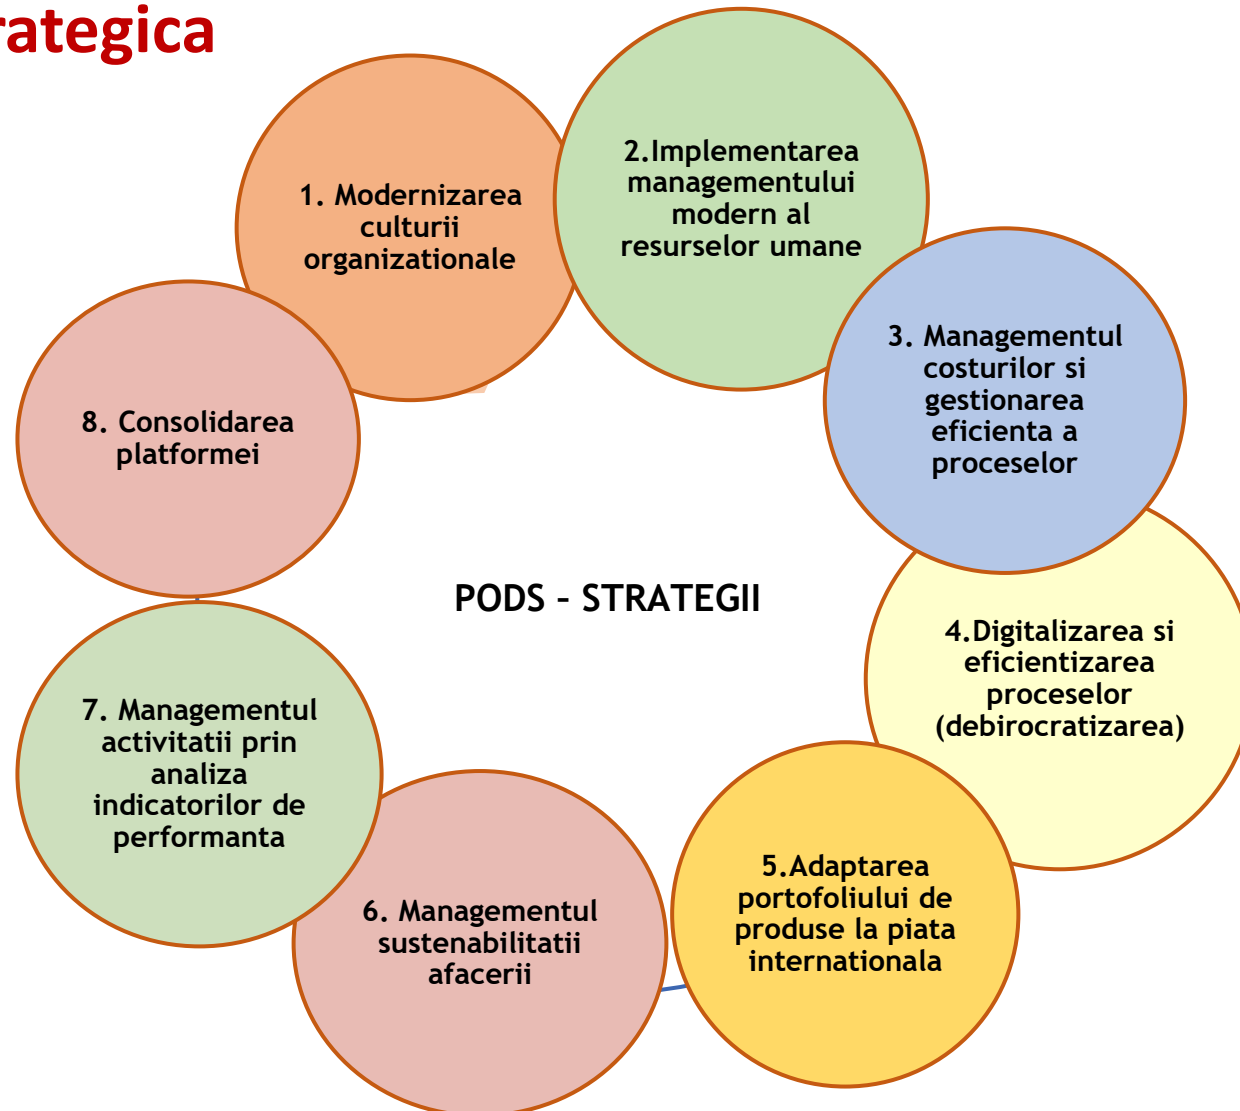 rategica
1. Modernizarea
culturii
organizationale
2.Implementarea
managementului
modern al
resurselor umane
3. Managementul
costurilor si
gestionarea
eficienta a
proceselor
4.Digitalizarea si
eficientizarea
proceselor
(debirocratizarea)
5.Adaptarea
portofoliului de
produse la piata
internationala
6. Managementul
sustenabilitatii
afacerii
7. Managementul
activitatii prin
analiza
indicatorilor de
performanta
8. Consolidarea
platformei
PODS - STRATEGII